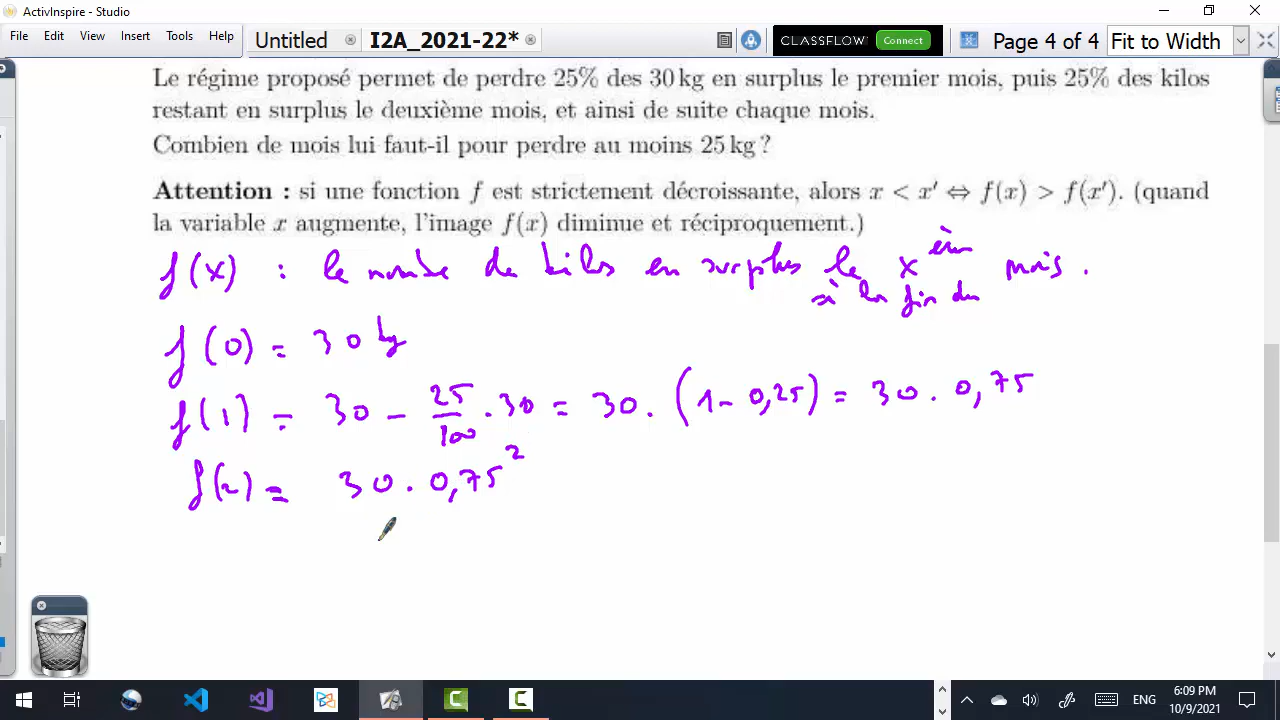 ActivInspire - Studio
File Edit View Insert Tools Help
Untitled
I2A_2021-22*
CLASSFLOW Connect
Page 4 of 4
Fit to Width
Le régime proposé permet de perdre 25% des 30 kg en surplus le premier mois, puis 25% des kilos
restant en surplus le deuxième mois, et ainsi de suite chaque mois.
Combien de mois lui faut-il pour perdre au moins 25 kg ?
Attention : si une fonction f est strictement décroissante, alors x < x′ ⇔ f(x) > f(x′). (quand
la variable x augmente, l'image f(x) diminue et réciproquement.)
f(x) : le nombre de kilos en surplus le x ième mois.
à la fin du
f(0) = 30 kg
f(1) = 30 - 25/100 · 30 = 30 · (1 - 0,25) = 30 · 0,75
f(2) = 30 · 0,75²
ENG
6:09 PM
10/9/2021